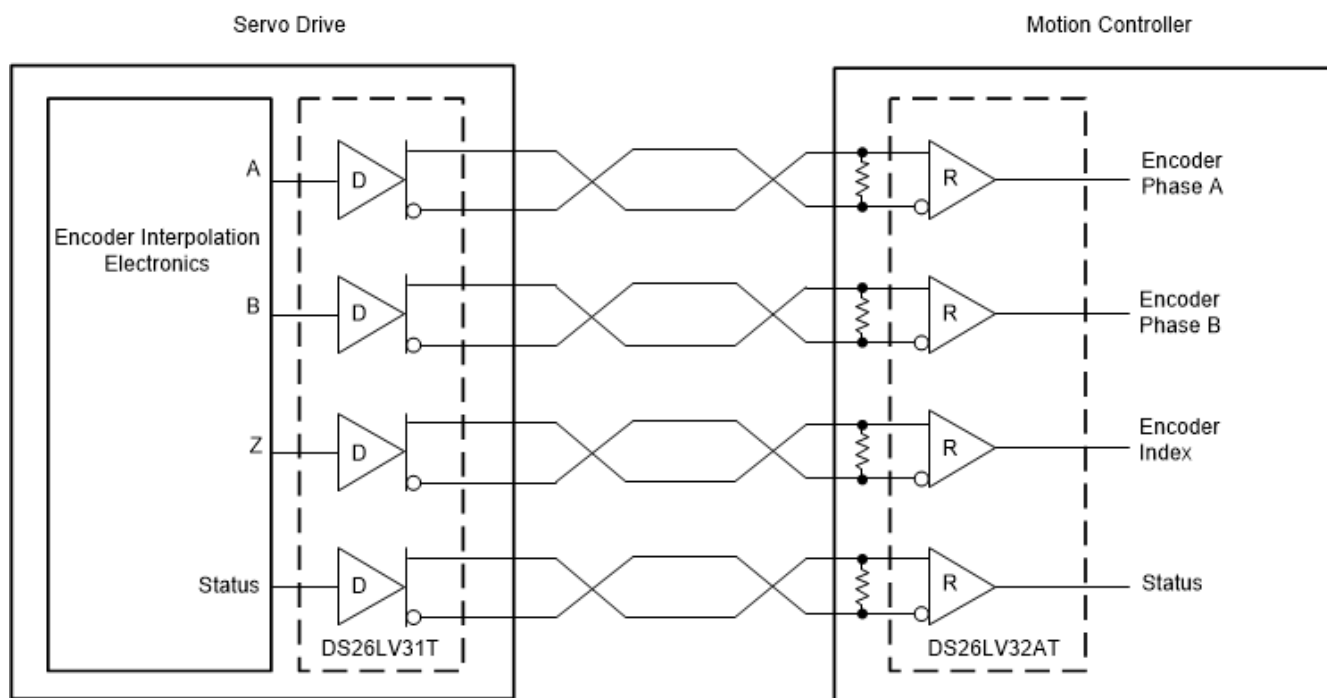 Servo Drive
Motion Controller
A
D
R
Encoder
Phase A
Encoder Interpolation
Electronics
B
D
R
Encoder
Phase B
Z
D
R
Encoder
Index
Status
D
R
Status
DS26LV31T
DS26LV32AT